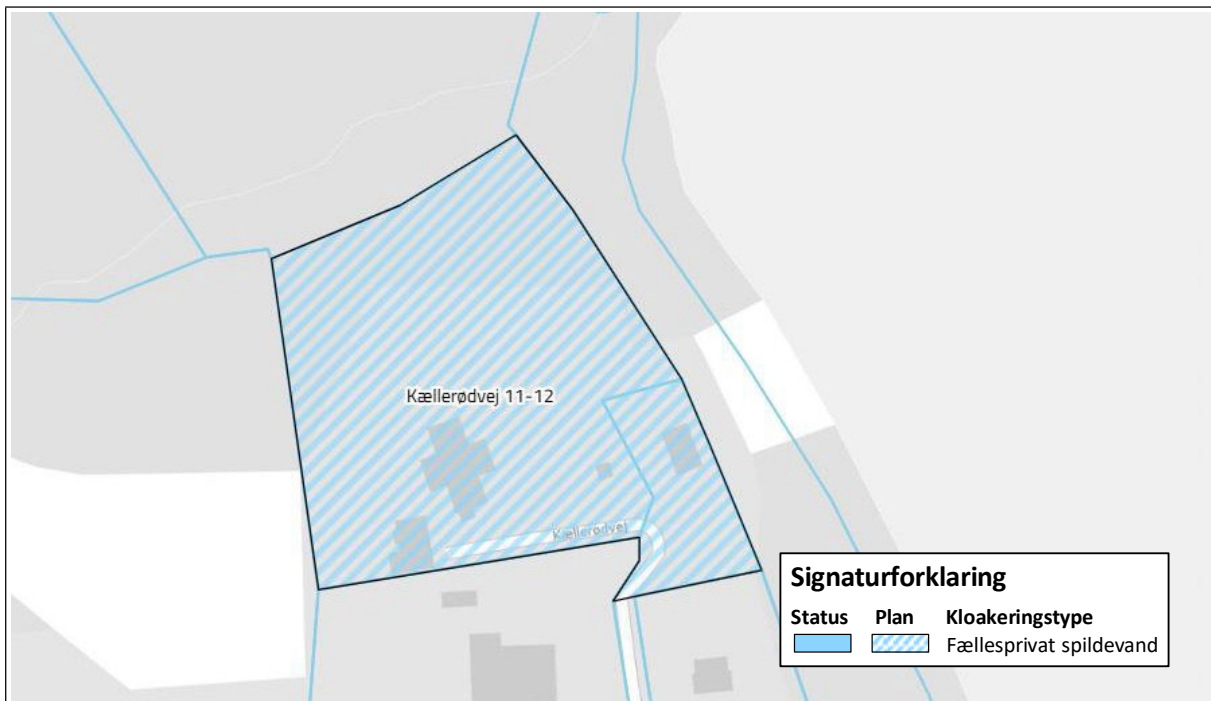 Kællerødvej 11-12
Kællerødvej
Signaturforklaring
Status Plan Kloakeringstype
Fællesprivat spildevand